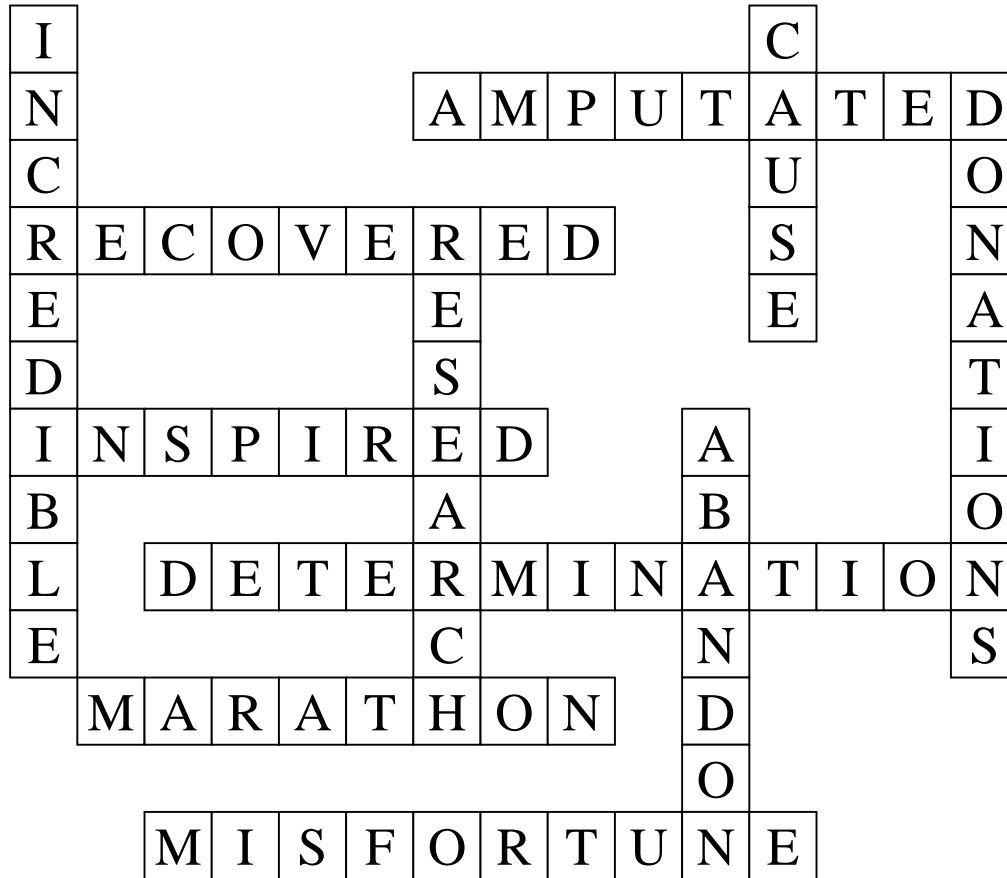 I C
N AMPUTATED
C U O
RECOVERED S N
E E E A
D S T
INSPIRED A I
B A B O
L DETERMINATION
E C N S
MARATHON D
O
MISFORTUNE